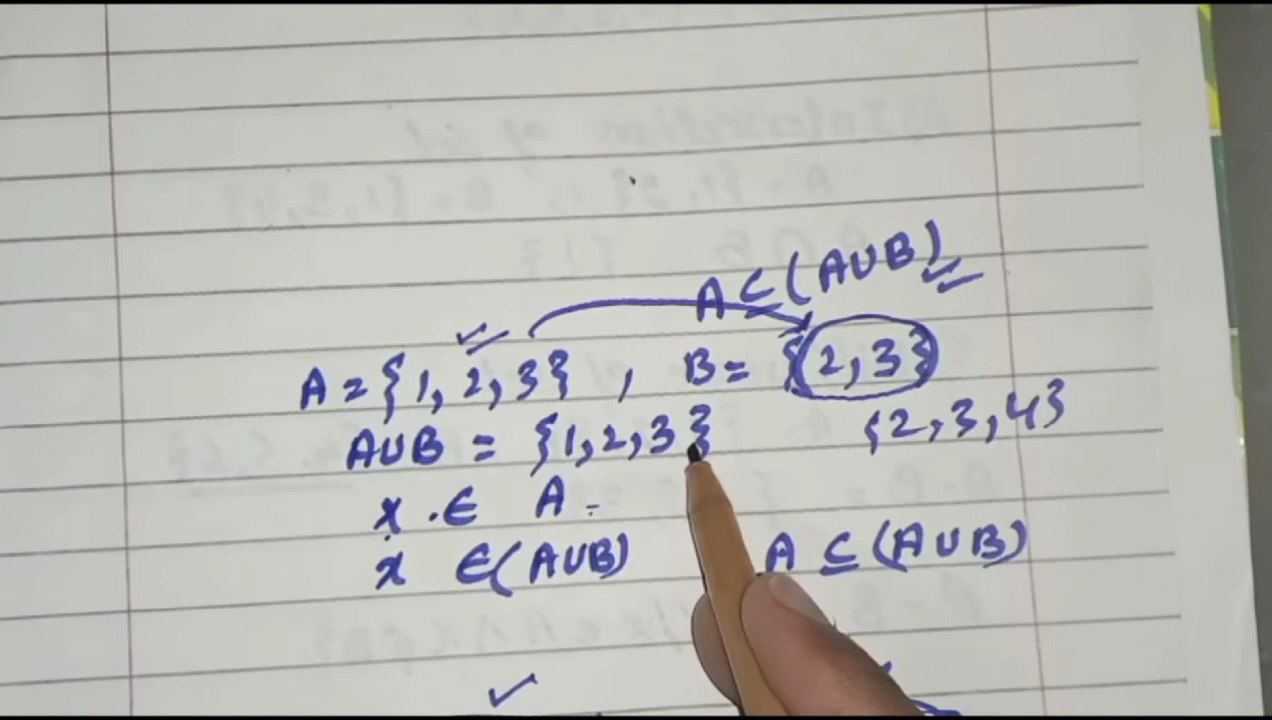 A ⊆ (A∪B)
A = {1, 2, 3} , B = {2, 3}
A∪B = {1, 2, 3} {2, 3, 4}
x ∈ A
x ∈ (A∪B) A ⊆ (A∪B)